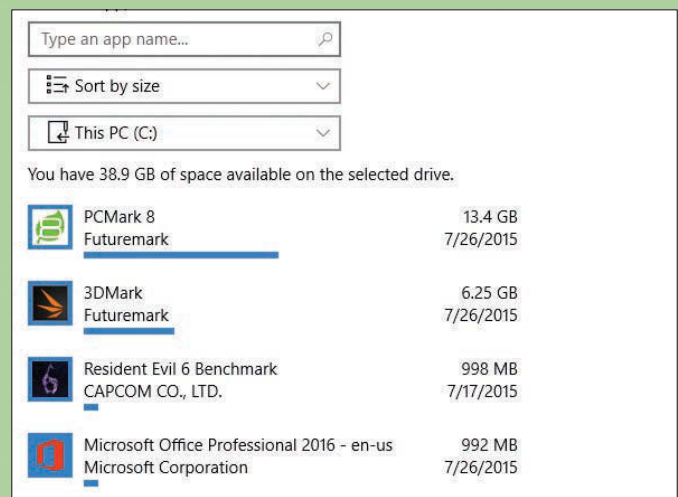 Type an app name...
Sort by size
This PC (C:)
You have 38.9 GB of space available on the selected drive.
PCMark 8 13.4 GB
Futuremark 7/26/2015
3DMark 6.25 GB
Futuremark 7/26/2015
Resident Evil 6 Benchmark 998 MB
CAPCOM CO., LTD. 7/17/2015
Microsoft Office Professional 2016 - en-us 992 MB
Microsoft Corporation 7/26/2015